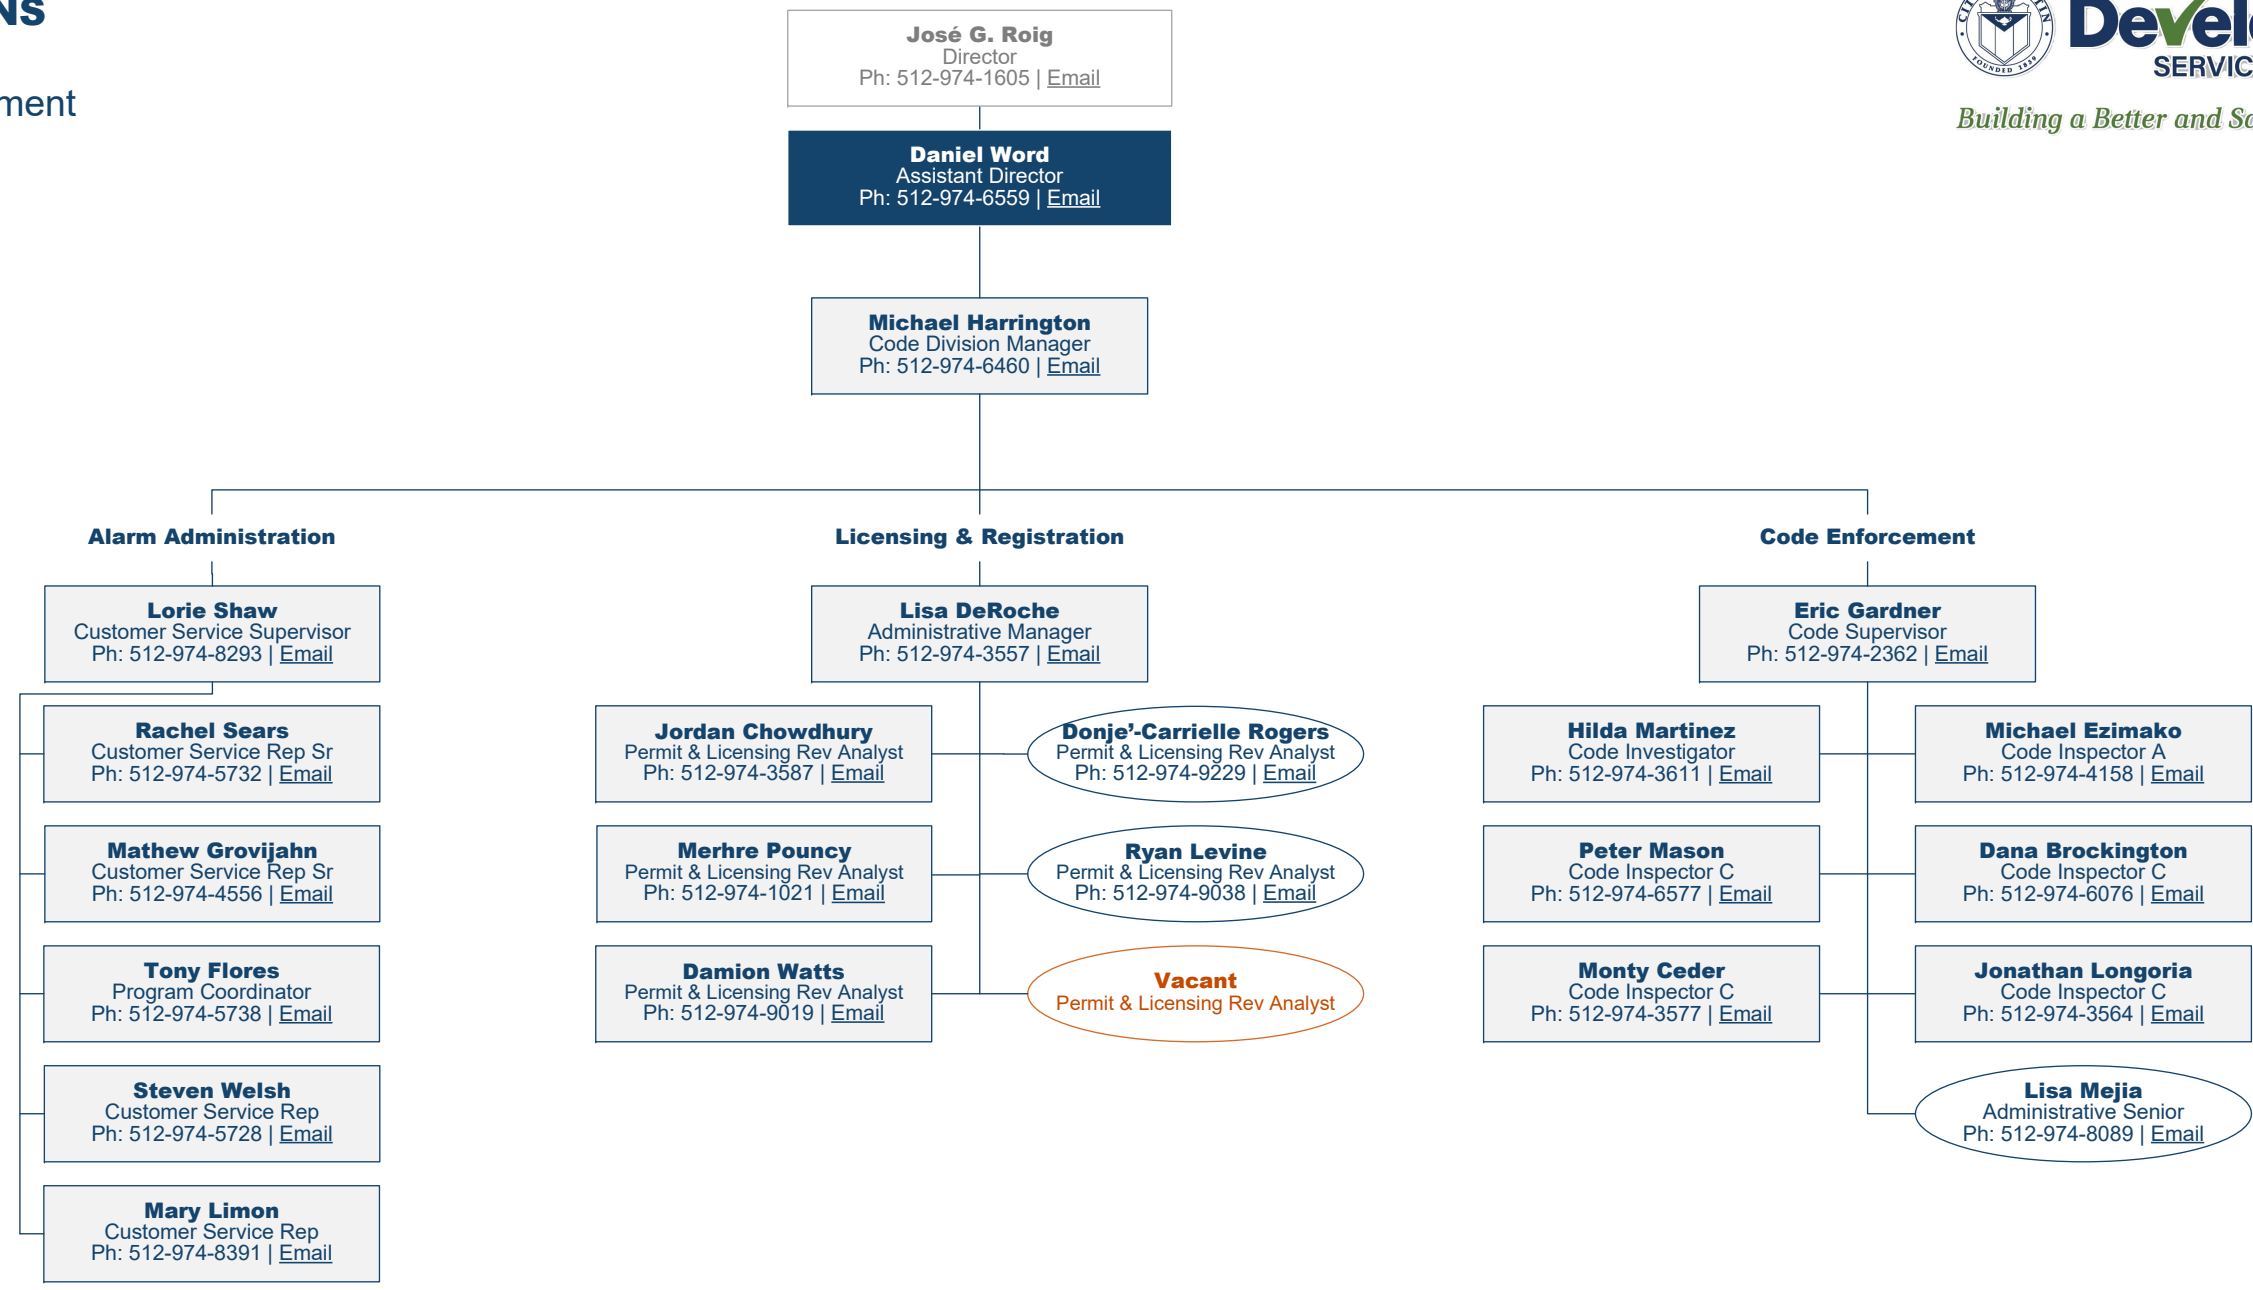 NS
ment
José G. Roig
Director
Ph: 512-974-1605 | Email
SERVIC
Building a Better and Sa
FOUNDED 1839
Daniel Word
Assistant Director
Ph: 512-974-6559 | Email
Michael Harrington
Code Division Manager
Ph: 512-974-6460 | Email
Alarm Administration
Lorie Shaw
Customer Service Supervisor
Ph: 512-974-8293 | Email
Rachel Sears
Customer Service Rep Sr
Ph: 512-974-5732 | Email
Mathew Grovijahn
Customer Service Rep Sr
Ph: 512-974-4556 | Email
Tony Flores
Program Coordinator
Ph: 512-974-5738 | Email
Steven Welsh
Customer Service Rep
Ph: 512-974-5728 | Email
Mary Limon
Customer Service Rep
Ph: 512-974-8391 | Email
Licensing & Registration
Lisa DeRoche
Administrative Manager
Ph: 512-974-3557 | Email
Jordan Chowdhury
Permit & Licensing Rev Analyst
Ph: 512-974-3587 | Email
Donje’-Carrielle Rogers
Permit & Licensing Rev Analyst
Ph: 512-974-9229 | Email
Merhre Pouncy
Permit & Licensing Rev Analyst
Ph: 512-974-1021 | Email
Ryan Levine
Permit & Licensing Rev Analyst
Ph: 512-974-9038 | Email
Damion Watts
Permit & Licensing Rev Analyst
Ph: 512-974-9019 | Email
Vacant
Permit & Licensing Rev Analyst
Code Enforcement
Eric Gardner
Code Supervisor
Ph: 512-974-2362 | Email
Hilda Martinez
Code Investigator
Ph: 512-974-3611 | Email
Michael Ezimako
Code Inspector A
Ph: 512-974-4158 | Email
Peter Mason
Code Inspector C
Ph: 512-974-6577 | Email
Dana Brockington
Code Inspector C
Ph: 512-974-6076 | Email
Monty Ceder
Code Inspector C
Ph: 512-974-3577 | Email
Jonathan Longoria
Code Inspector C
Ph: 512-974-3564 | Email
Lisa Mejia
Administrative Senior
Ph: 512-974-8089 | Email